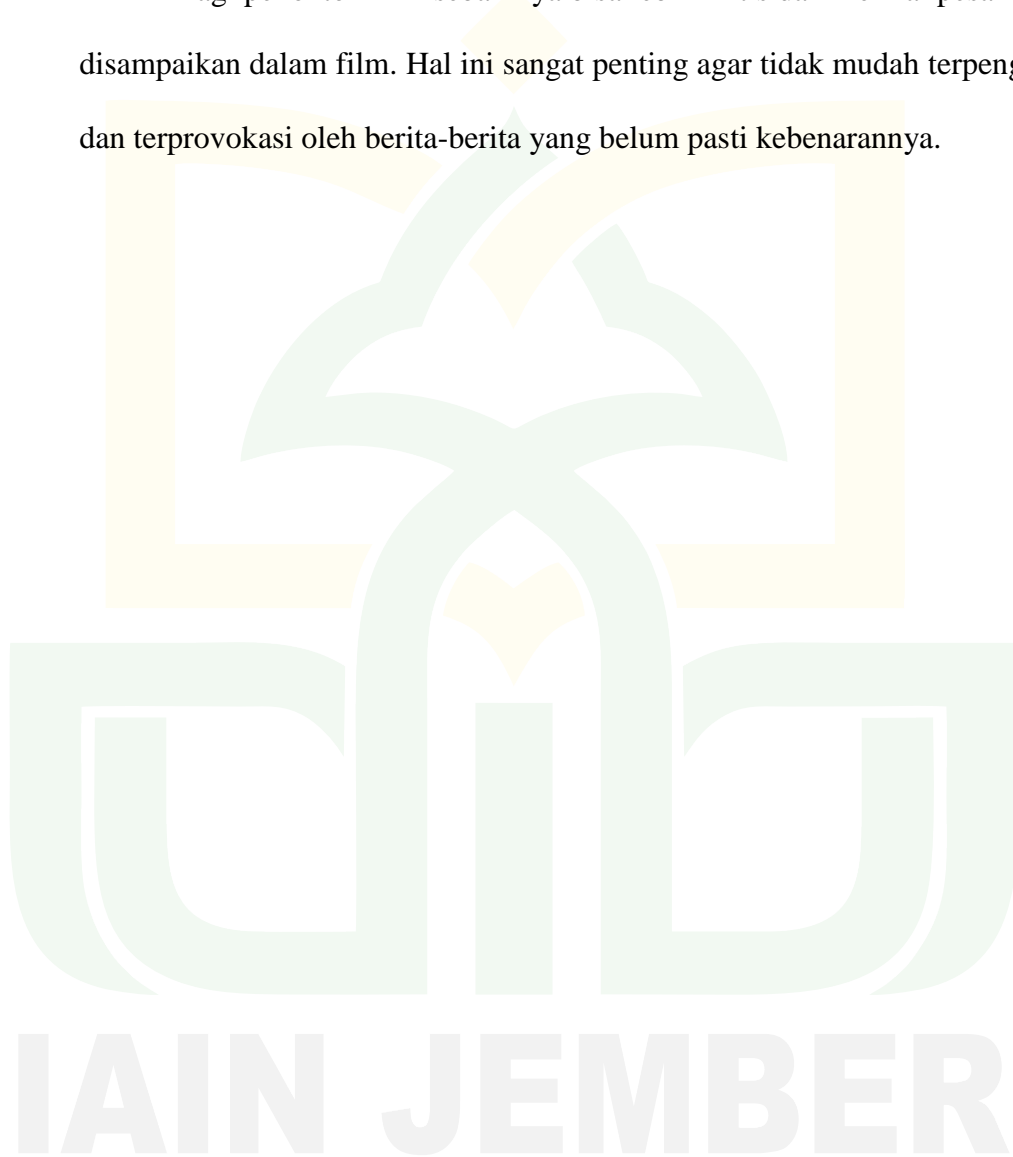 disampaikan dalam film. Hal ini sangat penting agar tidak mudah
dan terprovokasi oleh berita-berita yang belum pasti kebenarannya.
IAIN JEMBER